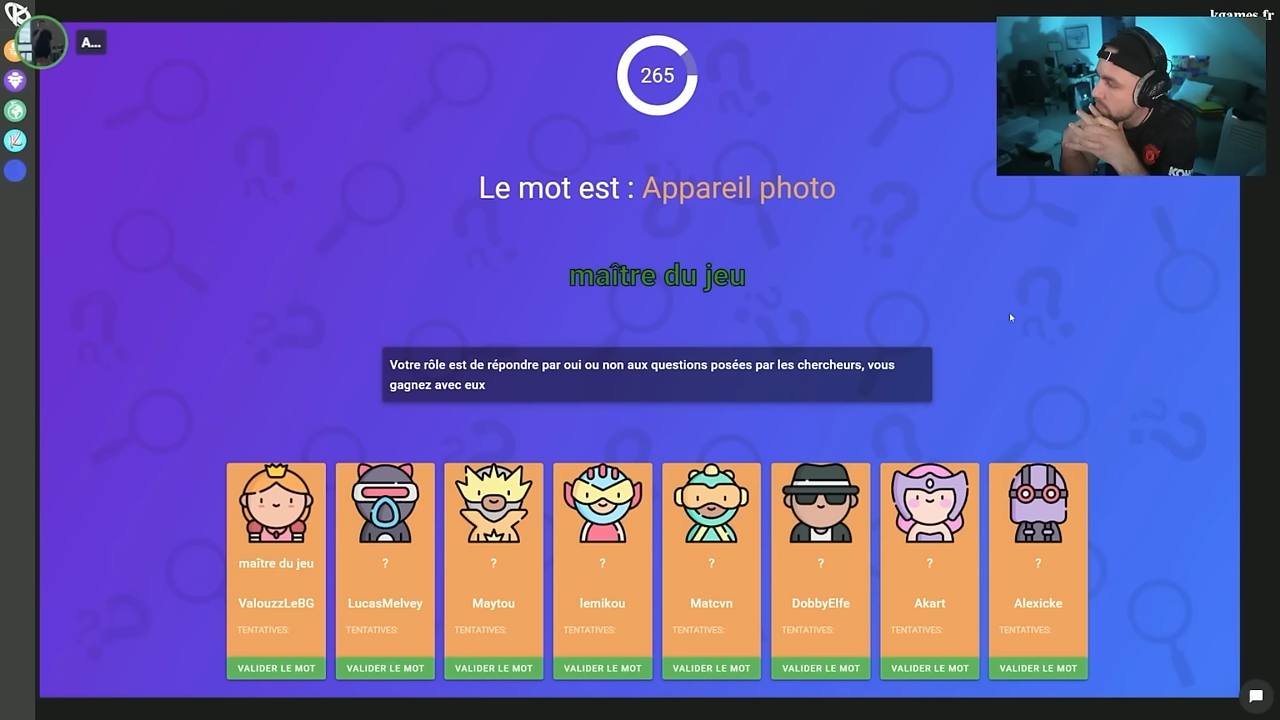 kgames.fr
A...
265
Le mot est : Appareil photo
maître du jeu
Votre rôle est de répondre par oui ou non aux questions posées par les chercheurs, vous
gagnez avec eux
maître du jeu ? ? ? ? ? ? ?
ValouzzLeBG LucasMelvey Maytou lemikou Matcvn DobbyElfe Akart Alexicke
TENTATIVES: TENTATIVES: TENTATIVES: TENTATIVES: TENTATIVES: TENTATIVES: TENTATIVES: TENTATIVES:
VALIDER LE MOT VALIDER LE MOT VALIDER LE MOT VALIDER LE MOT VALIDER LE MOT VALIDER LE MOT VALIDER LE MOT VALIDER LE MOT